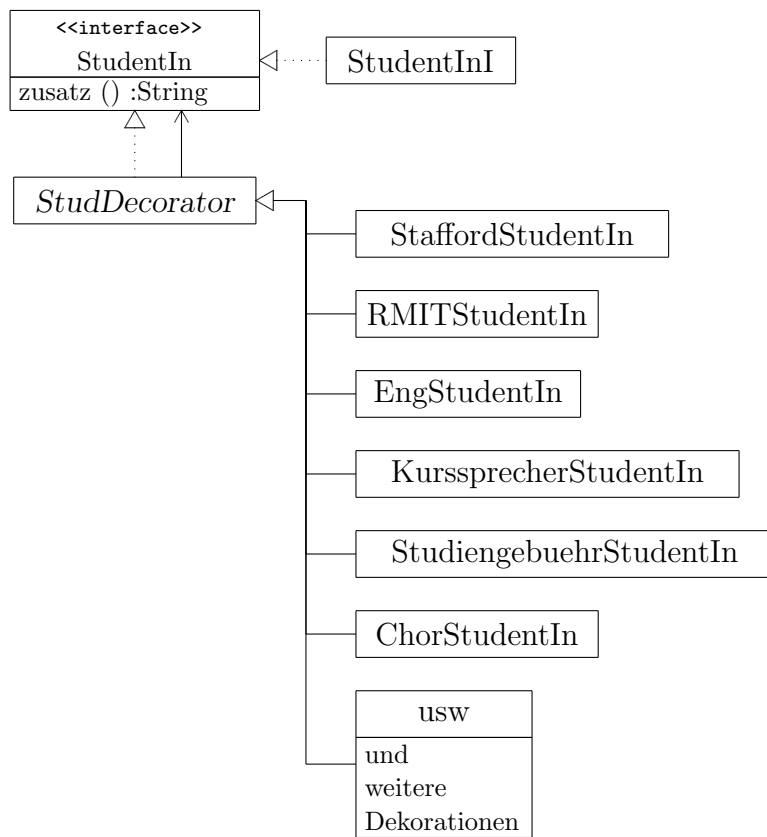 <<interface>>
StudentIn
zusatz () :String
StudentInI
StudDecorator
StaffordStudentIn
RMITStudentIn
EngStudentIn
KurssprecherStudentIn
StudiengebuehrStudentIn
ChorStudentIn
usw
und
weitere
Dekorationen